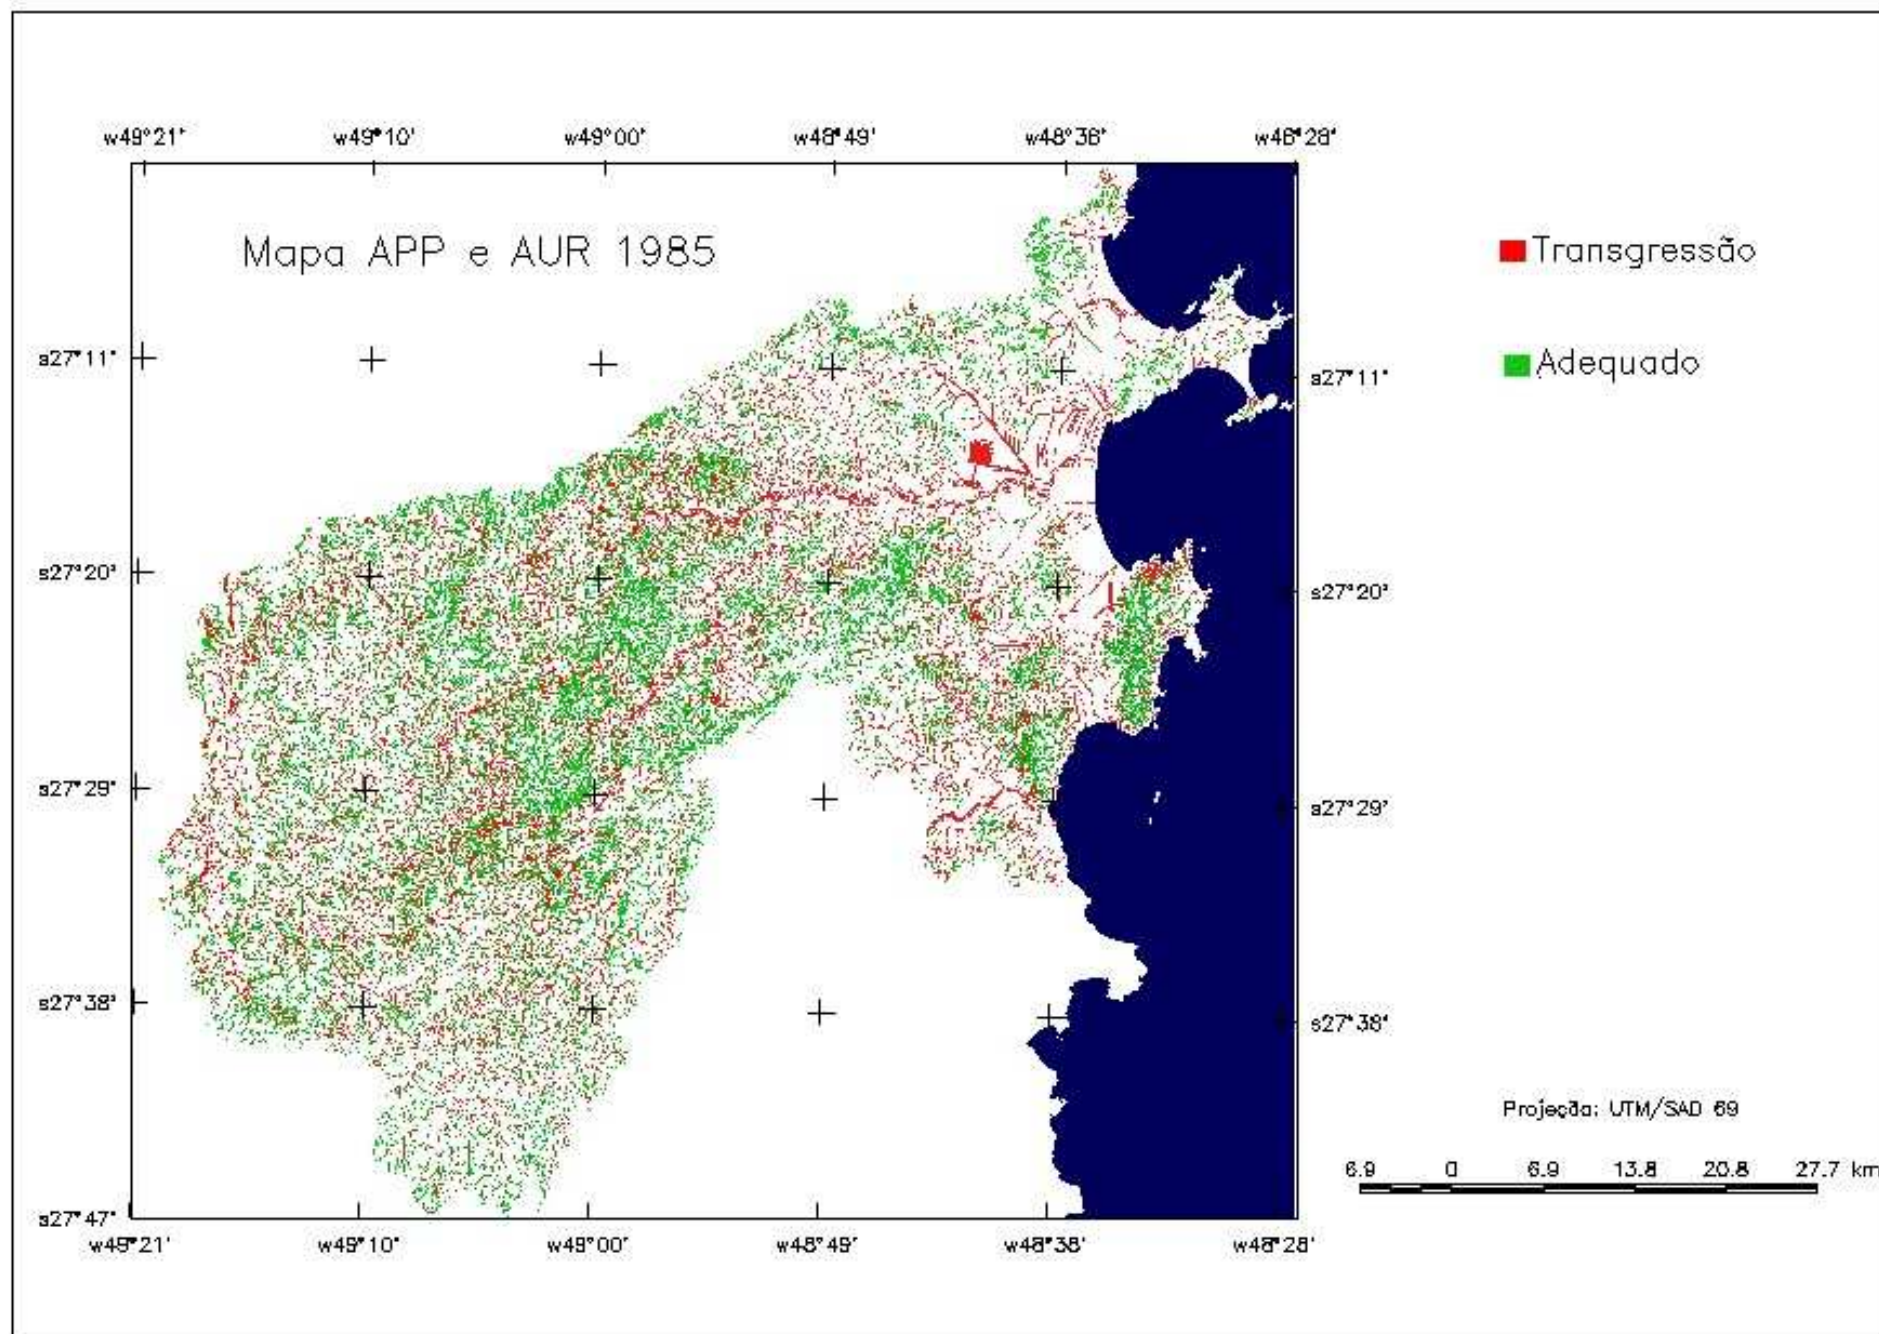 w49°21' w49°10' w49°00' w48°49' w48°36' w46°28'
Mapa APP e AUR 1985
Transgressão
Adequado
s27°11' s27°11'
s27°20' s27°20'
s27°29' s27°29'
s27°38' s27°38'
Projeção: UTM/SAD 69
6.9 0 6.9 13.8 20.8 27.7 km
s27°47'
w49°21' w49°10' w49°00' w48°49' w48°38' w48°28'